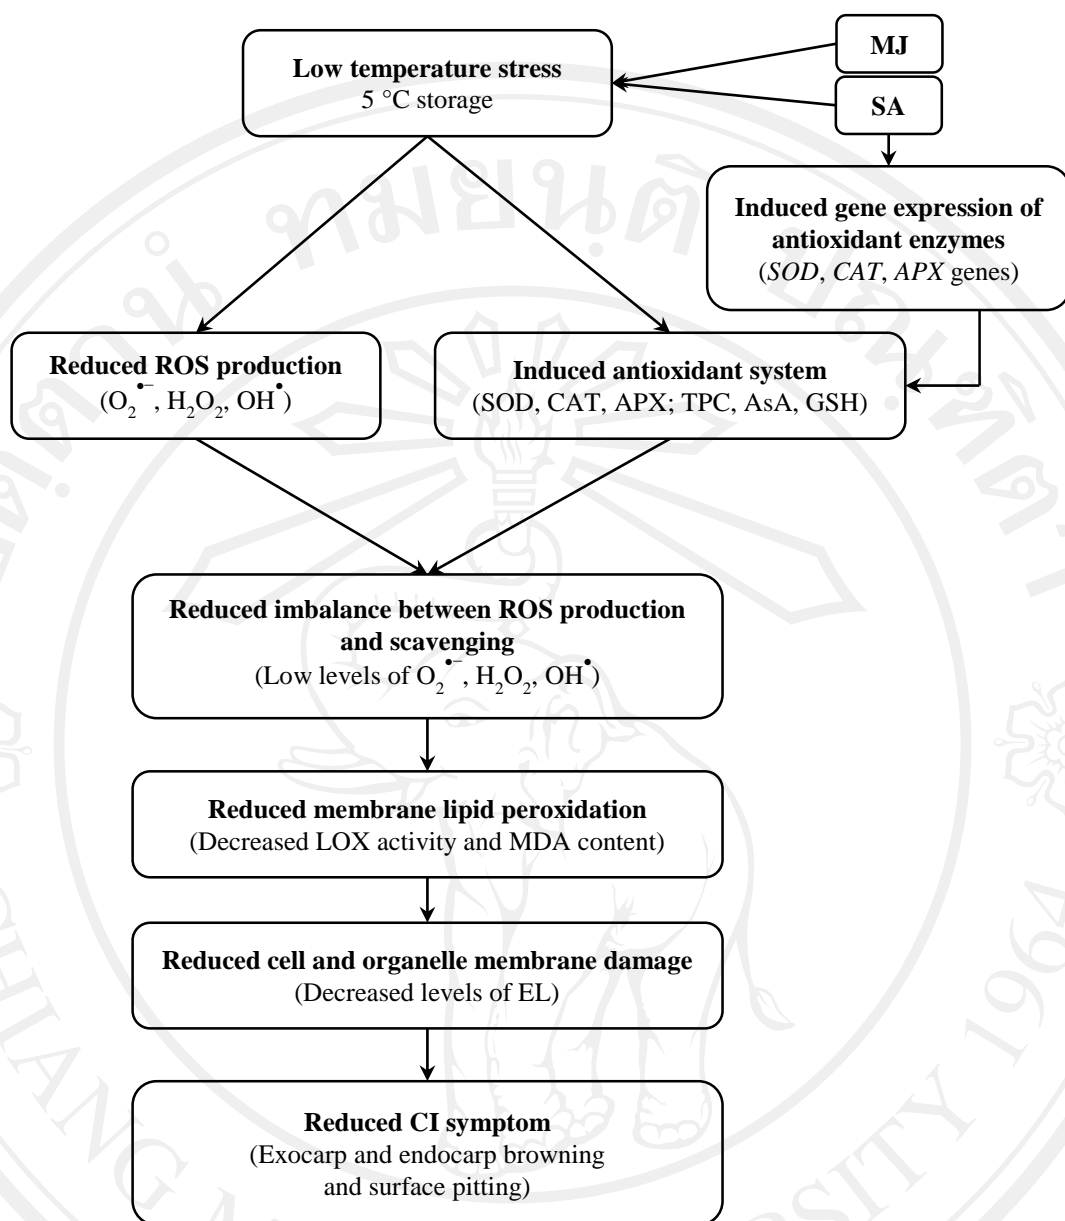 Low temperature stress
5 °C storage
MJ
SA
Induced gene expression of
antioxidant enzymes
(SOD, CAT, APX genes)
Reduced ROS production
(O₂•−, H₂O₂, OH•)
Induced antioxidant system
(SOD, CAT, APX; TPC, AsA, GSH)
Reduced imbalance between ROS production
and scavenging
(Low levels of O₂•−, H₂O₂, OH•)
Reduced membrane lipid peroxidation
(Decreased LOX activity and MDA content)
Reduced cell and organelle membrane damage
(Decreased levels of EL)
Reduced CI symptom
(Exocarp and endocarp browning
and surface pitting)
1964